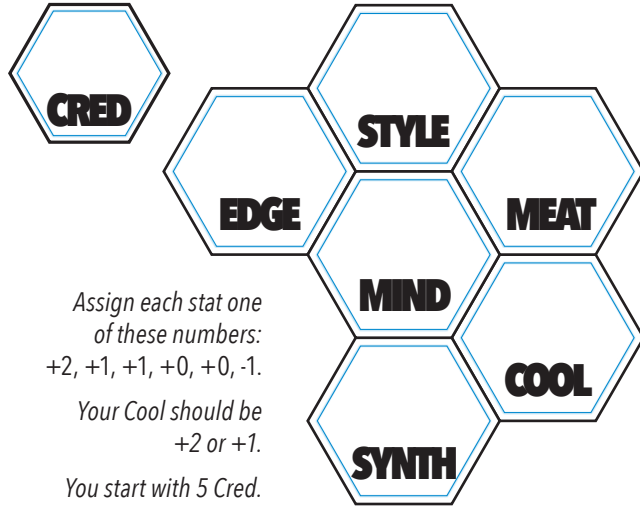 CRED
STYLE
EDGE
MEAT
MIND
COOL
SYNTH
Assign each stat one
of these numbers:
+2, +1, +1, +0, +0, -1.
Your Cool should be
+2 or +1.
You start with 5 Cred.